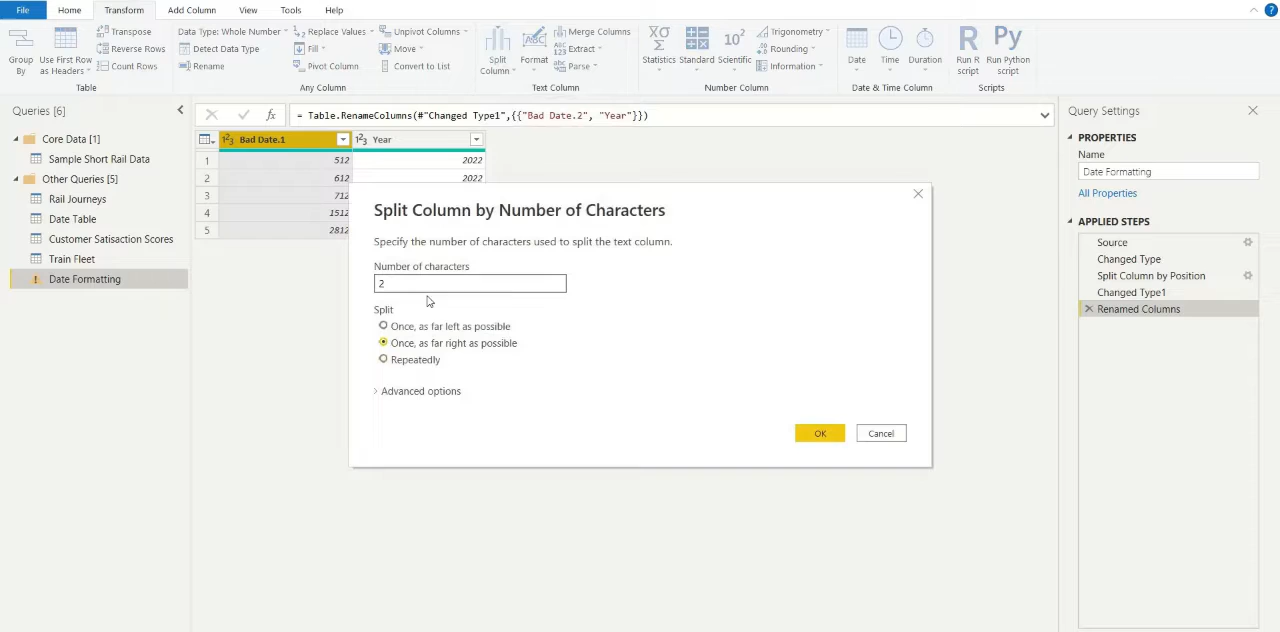 File Home Transform Add Column View Tools Help
Group By
Use First Row as Headers
Transpose
Reverse Rows
Count Rows
Table
Data Type: Whole Number
Detect Data Type
Rename
Replace Values
Fill
Pivot Column
Unpivot Columns
Move
Convert to List
Any Column
Split Column
Format
Merge Columns
Extract
Parse
Text Column
Statistics
Standard
Scientific
Trigonometry
Rounding
Information
Number Column
Date
Time
Duration
Date & Time Column
Run R script
Run Python script
Scripts
Queries [6]
Core Data [1]
Sample Short Rail Data
Other Queries [5]
Rail Journeys
Date Table
Customer Satisaction Scores
Train Fleet
Date Formatting
fx = Table.RenameColumns(#"Changed Type1",{{"Bad Date.2", "Year"}})
Bad Date.1 Year
1 512 2022
2 612 2022
3 712
4 1512
5 2812
Split Column by Number of Characters
Specify the number of characters used to split the text column.
Number of characters
2
Split
Once, as far left as possible
Once, as far right as possible
Repeatedly
Advanced options
OK Cancel
Query Settings
PROPERTIES
Name
Date Formatting
All Properties
APPLIED STEPS
Source
Changed Type
Split Column by Position
Changed Type1
Renamed Columns